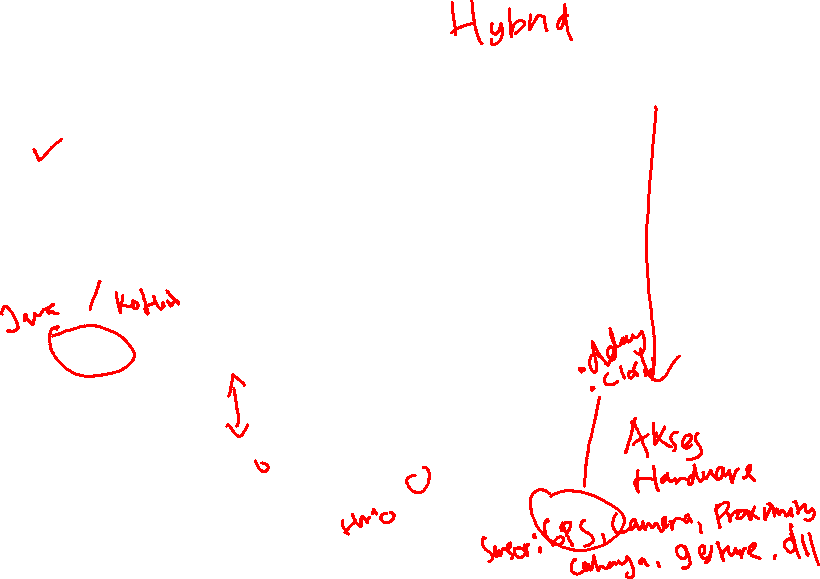 Hybrid
Java / Kotlin
Akses
Hardware
Sensor: GPS, Camera, Proximity
Cahaya, gesture, dll